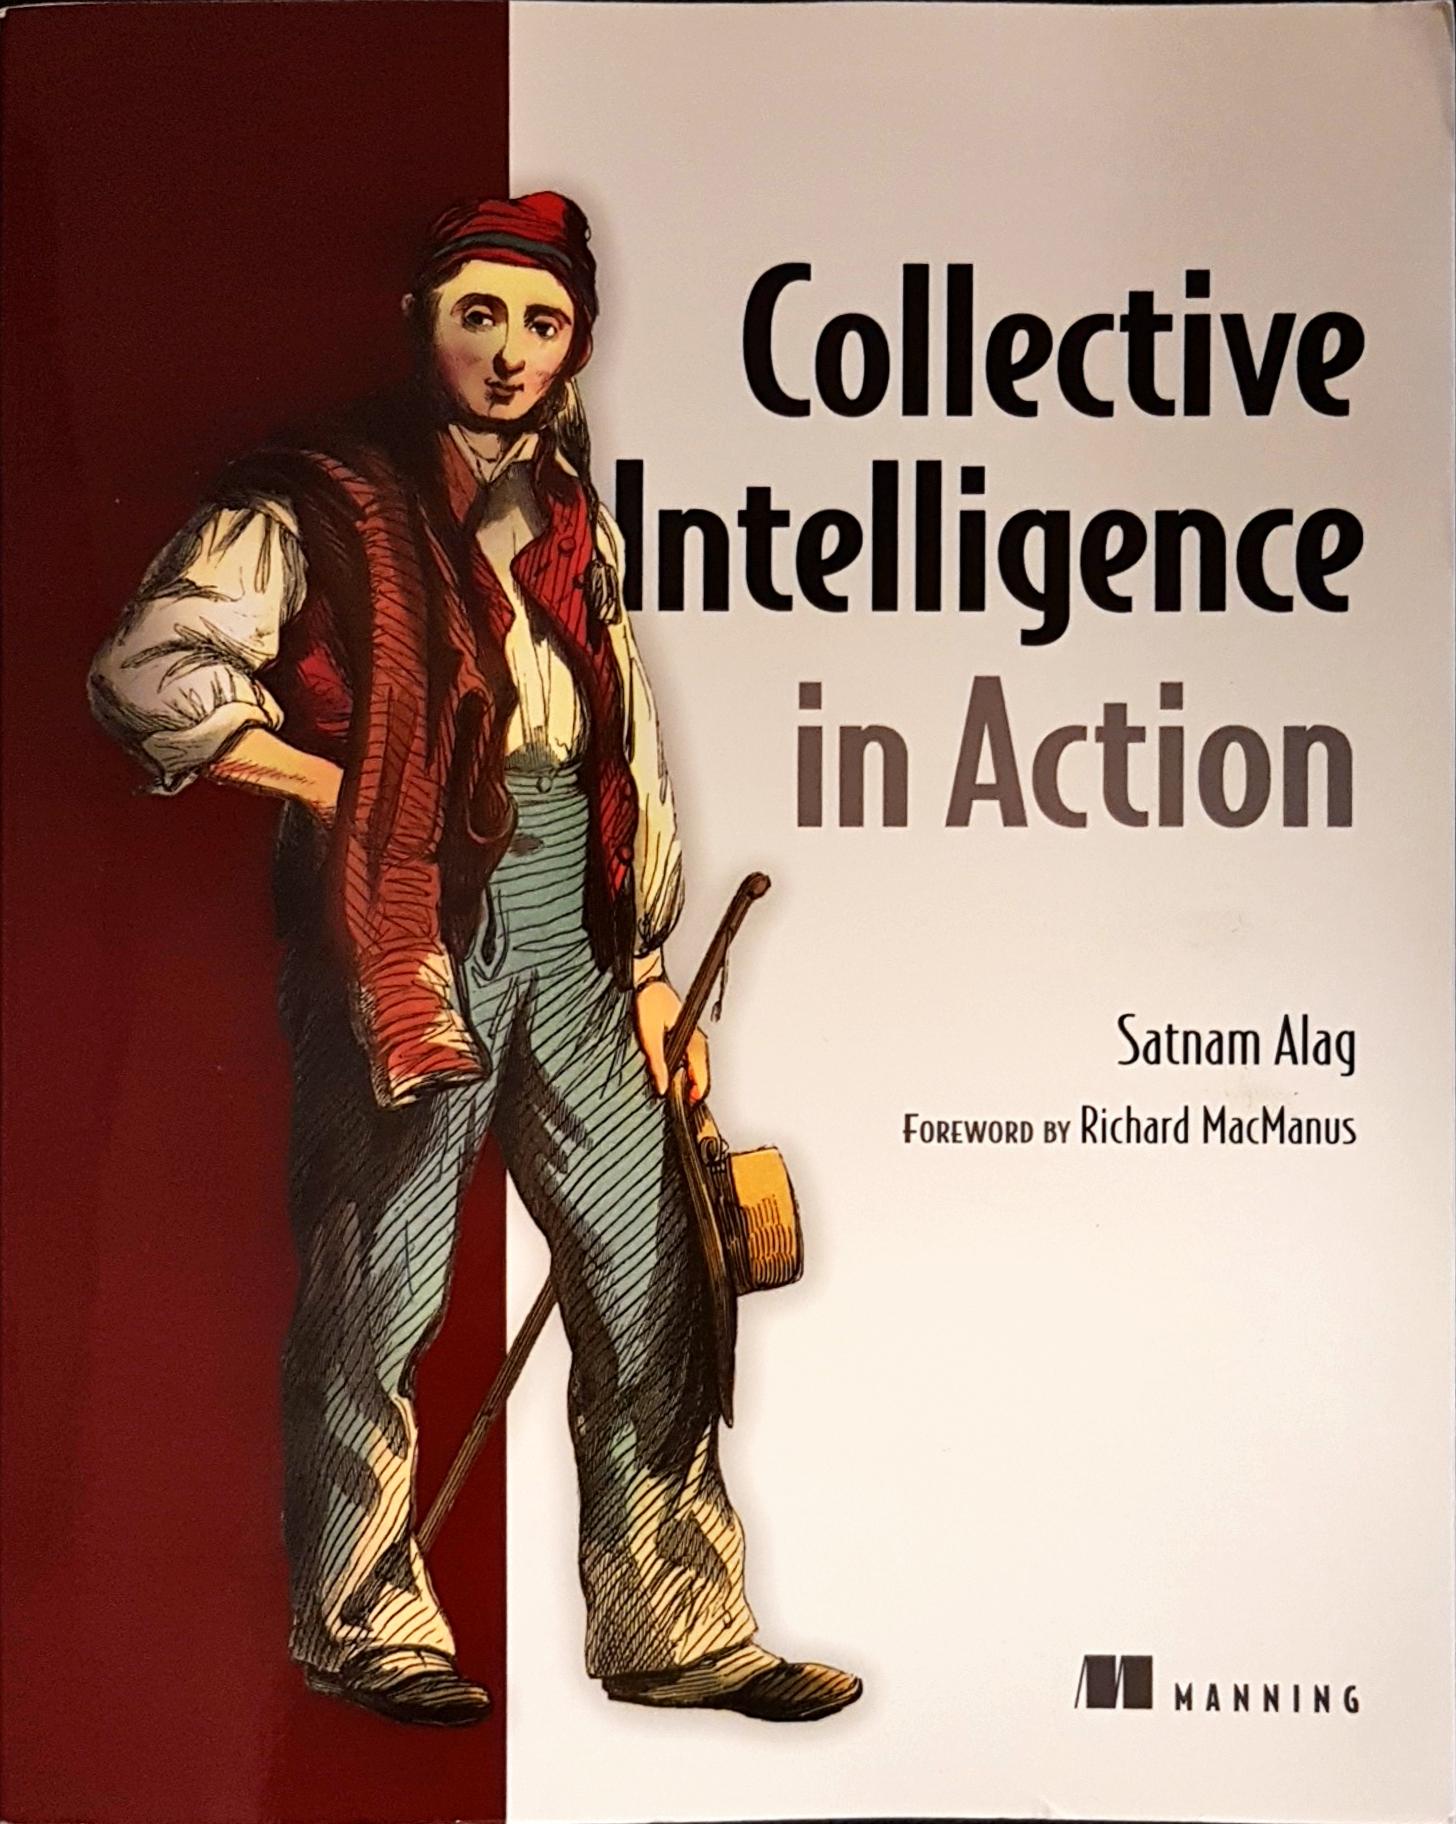 Collective
Intelligence
in Action
Satnam Alag
FOREWORD BY Richard MacManus
MANNING